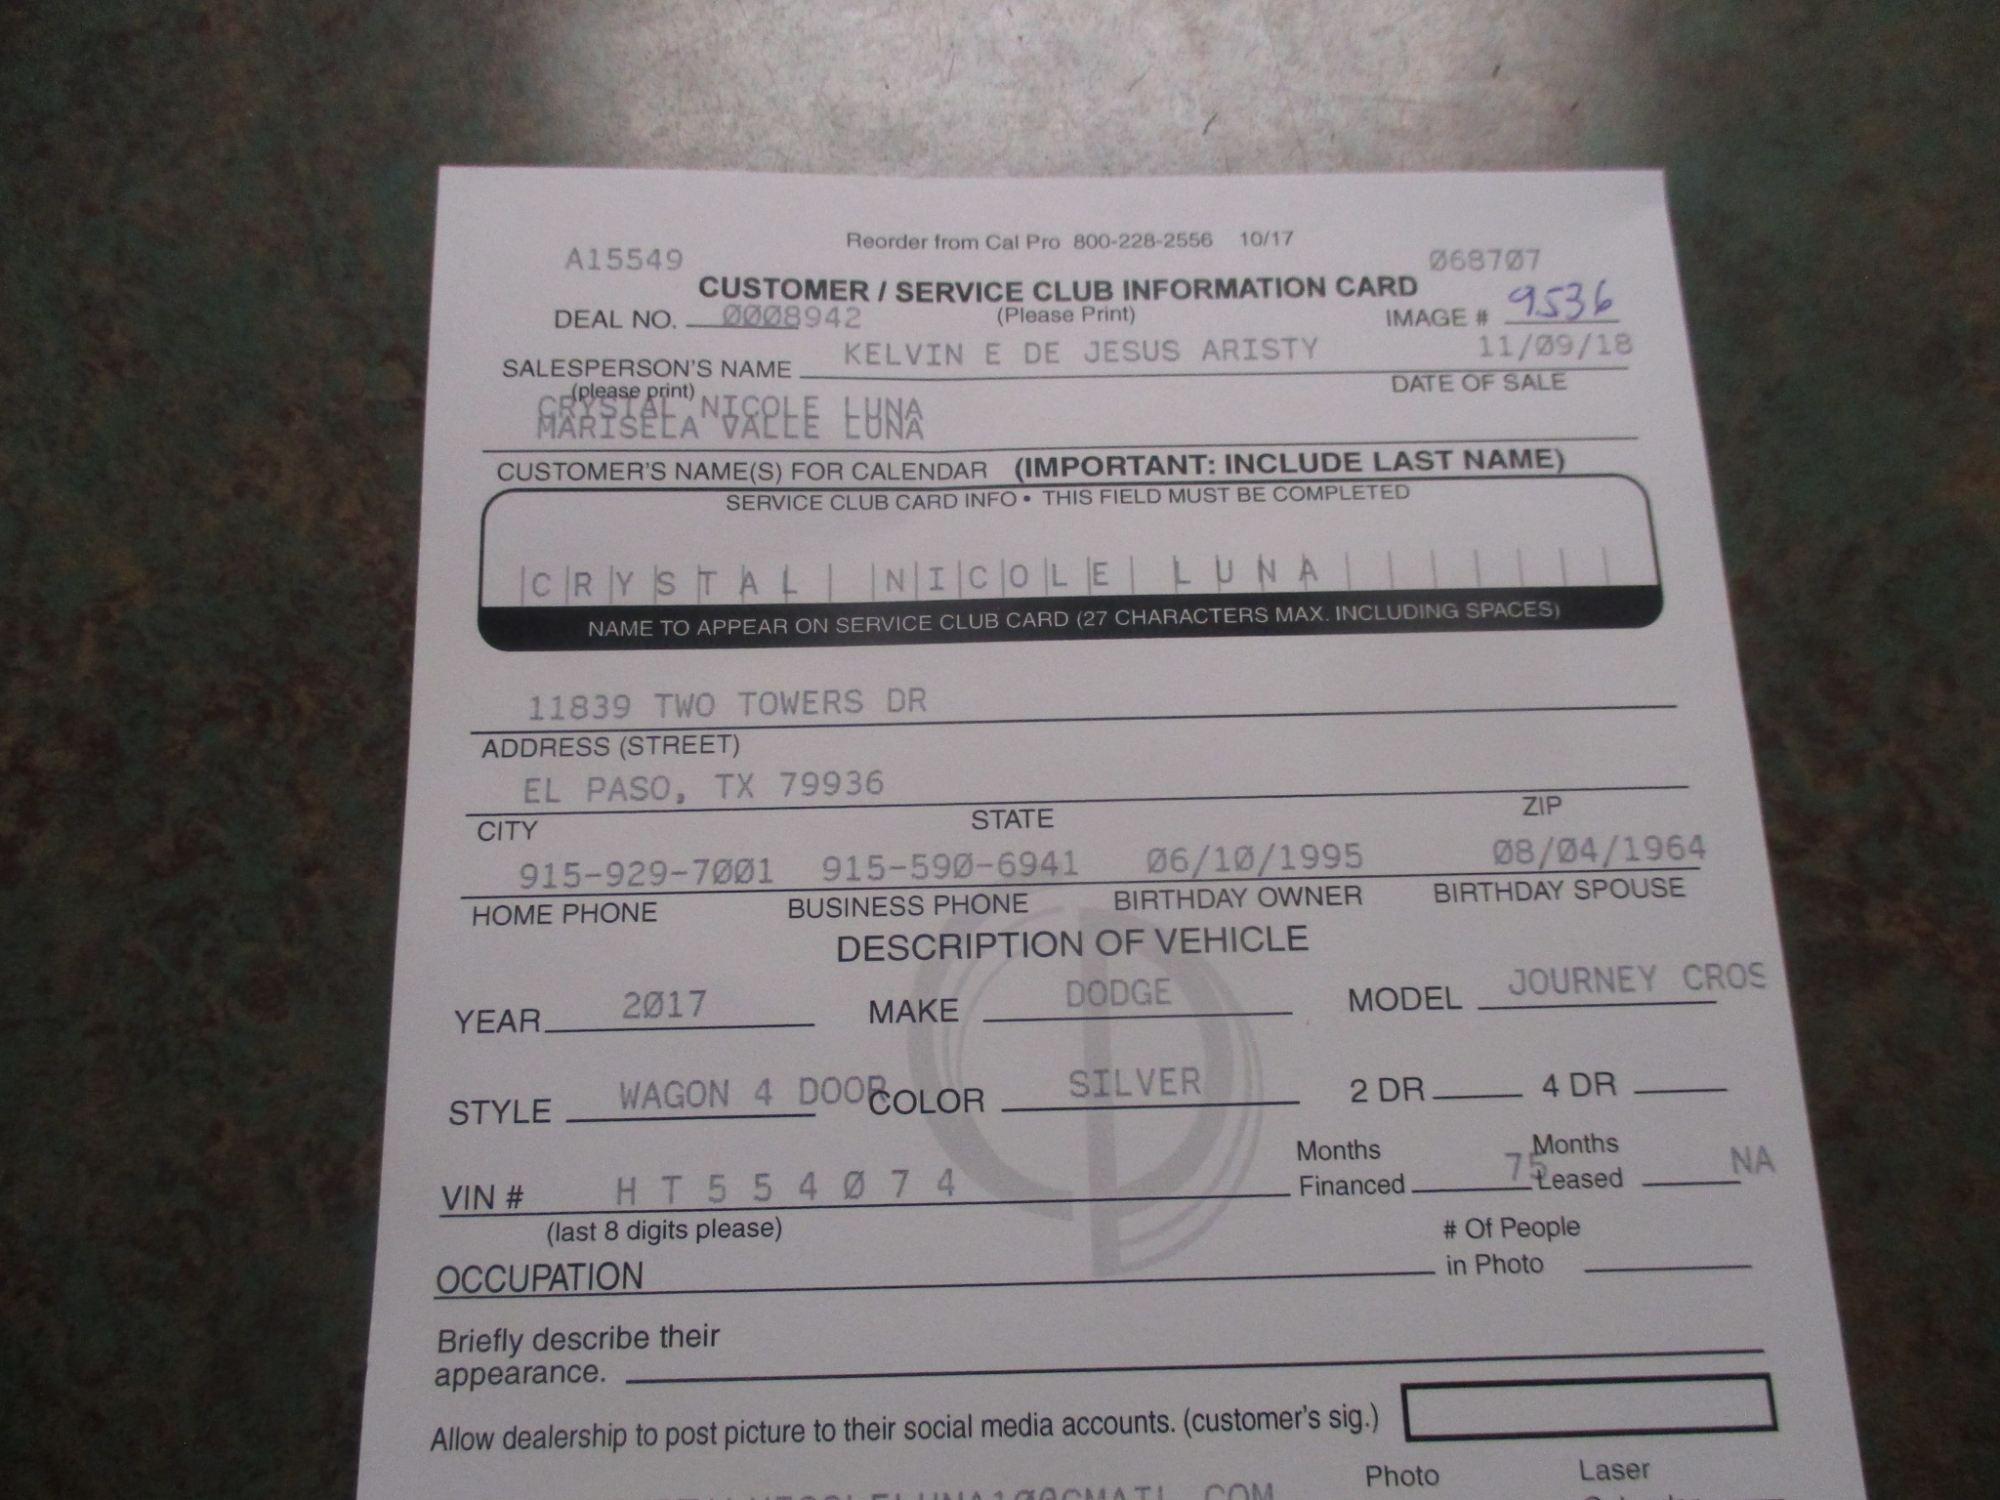 Reorder from Cal Pro 800-228-2556 10/17
A15549 068707
CUSTOMER / SERVICE CLUB INFORMATION CARD
DEAL NO. 0008942 (Please Print) IMAGE # 9536
SALESPERSON'S NAME KELVIN E DE JESUS ARISTY 11/09/18
(please print) DATE OF SALE
CRYSTAL NICOLE LUNA
MARISELA VALLE LUNA
CUSTOMER'S NAME(S) FOR CALENDAR (IMPORTANT: INCLUDE LAST NAME)
SERVICE CLUB CARD INFO • THIS FIELD MUST BE COMPLETED
CRYSTAL NICOLE LUNA
NAME TO APPEAR ON SERVICE CLUB CARD (27 CHARACTERS MAX. INCLUDING SPACES)
11839 TWO TOWERS DR
ADDRESS (STREET)
EL PASO, TX 79936
CITY STATE ZIP
915-929-7001 915-590-6941 06/10/1995 08/04/1964
HOME PHONE BUSINESS PHONE BIRTHDAY OWNER BIRTHDAY SPOUSE
DESCRIPTION OF VEHICLE
YEAR 2017 MAKE DODGE MODEL JOURNEY CROS
STYLE WAGON 4 DOOR COLOR SILVER 2 DR 4 DR
VIN # H T 5 5 4 0 7 4 Months Financed 75 Months Leased NA
(last 8 digits please)
OCCUPATION # Of People in Photo
Briefly describe their
appearance.
Allow dealership to post picture to their social media accounts. (customer's sig.)
Photo Laser